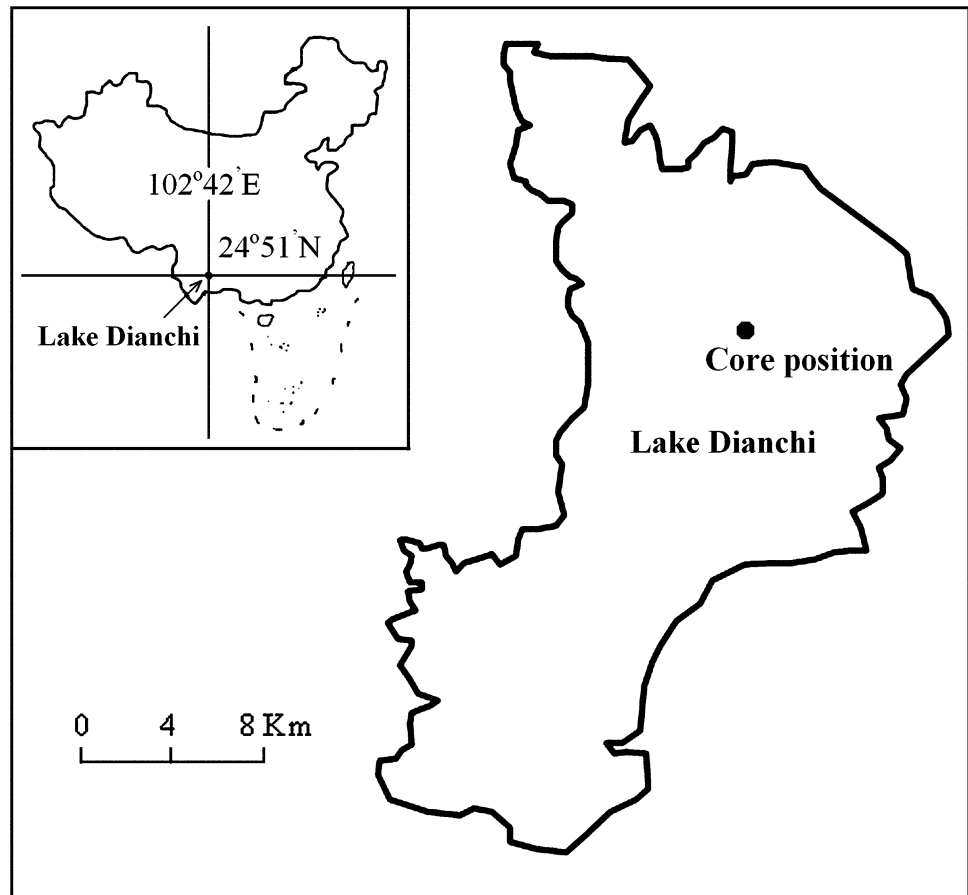 102°42'E
24°51'N
Lake Dianchi
Core position
Lake Dianchi
0 4 8 Km